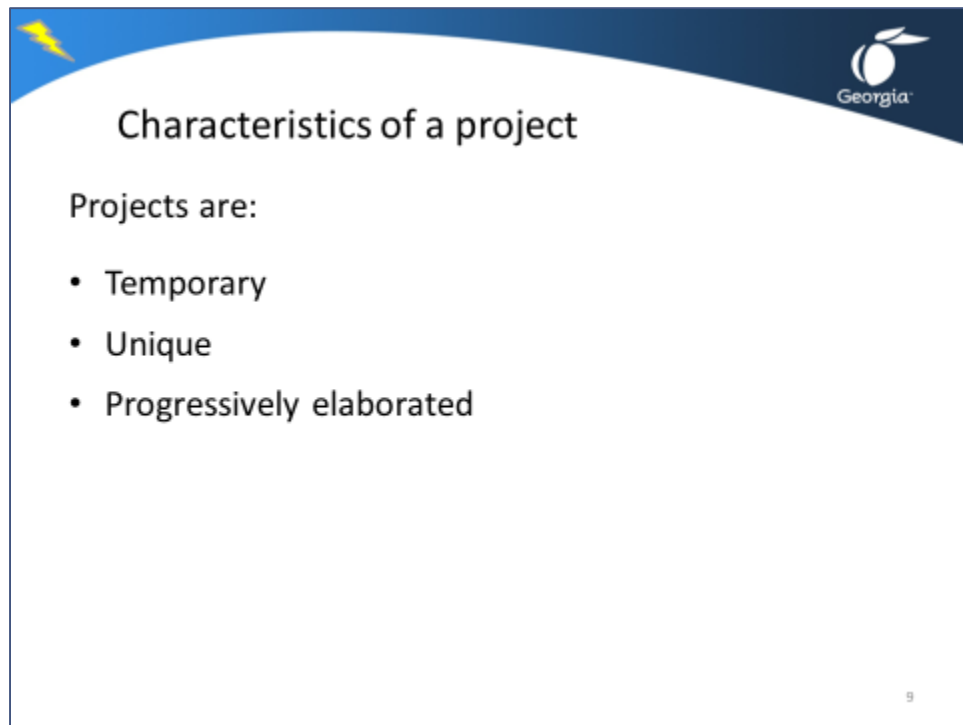 Georgia
Characteristics of a project
Projects are:
• Temporary
• Unique
• Progressively elaborated
9